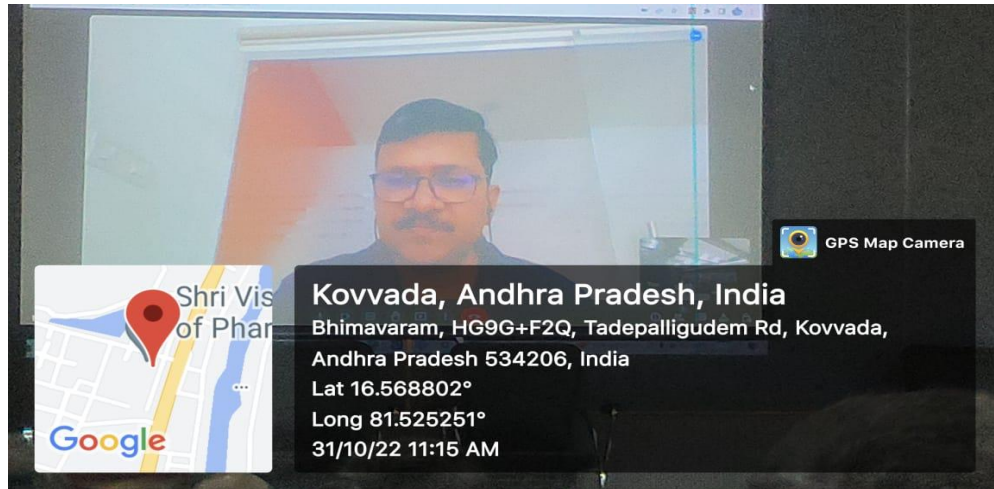 GPS Map Camera
Shri Vis
of Phar
Google
Kovvada, Andhra Pradesh, India
Bhimavaram, HG9G+F2Q, Tadepalligudem Rd, Kovvada,
Andhra Pradesh 534206, India
Lat 16.568802°
Long 81.525251°
31/10/22 11:15 AM